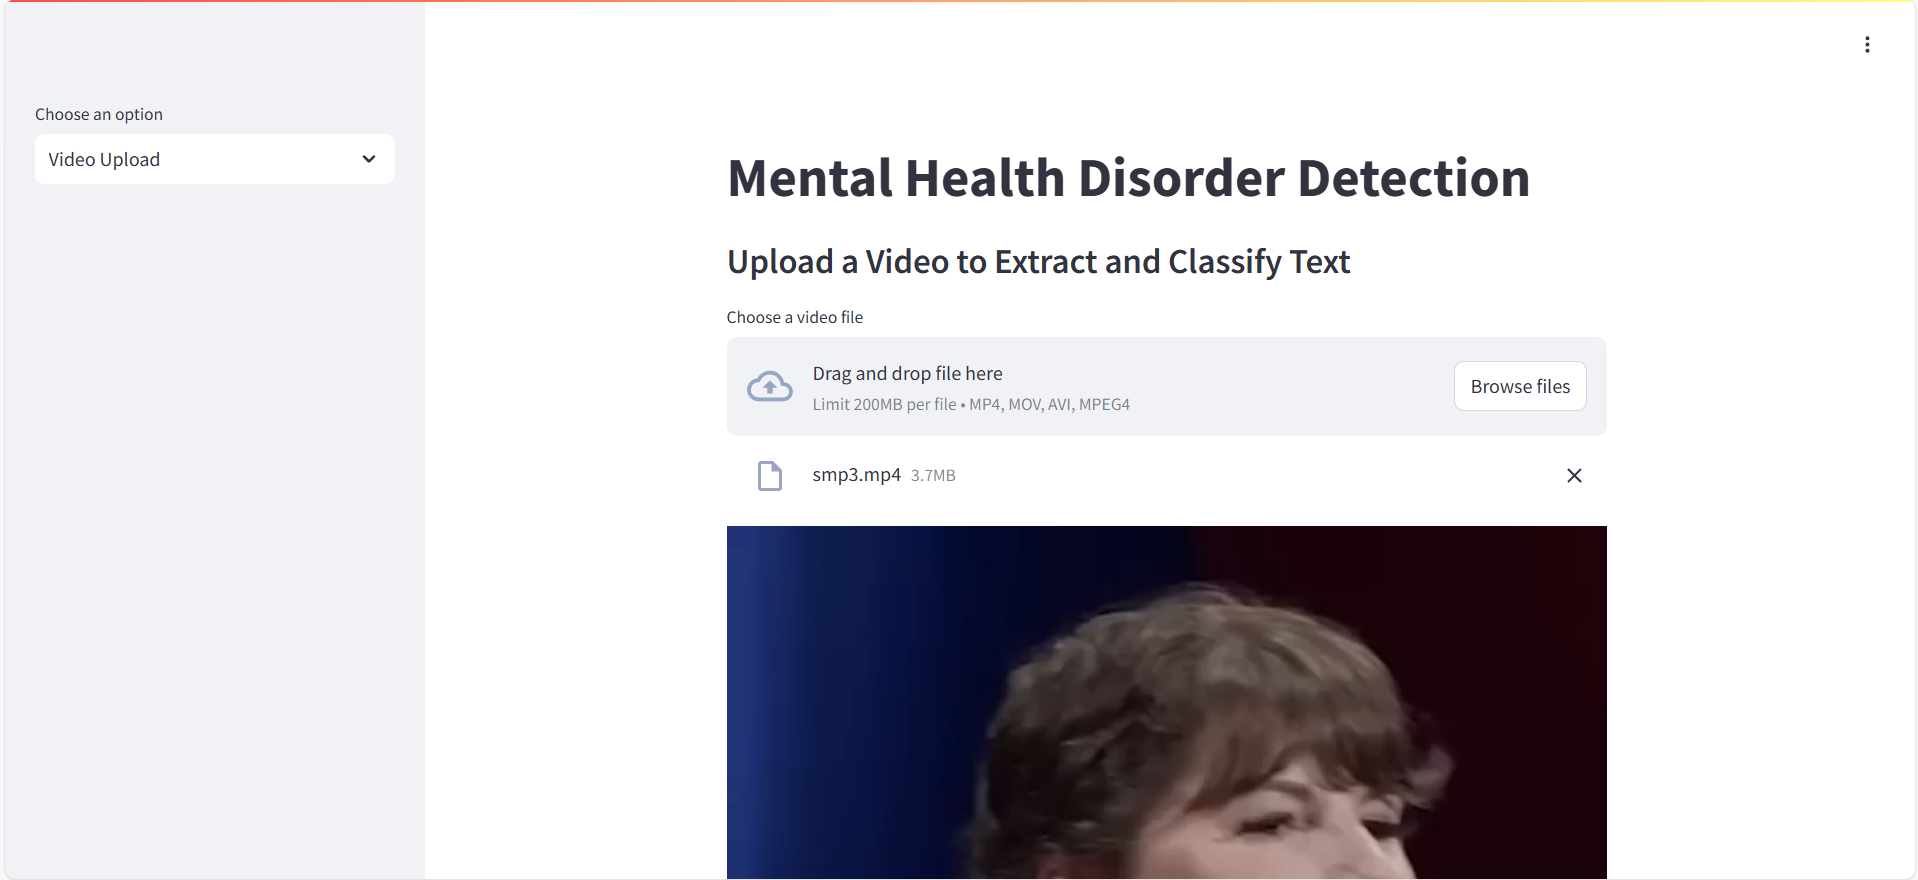 Choose an option
Video Upload
Mental Health Disorder Detection
Upload a Video to Extract and Classify Text
Choose a video file
Drag and drop file here
Limit 200MB per file • MP4, MOV, AVI, MPEG4
Browse files
smp3.mp4 3.7MB